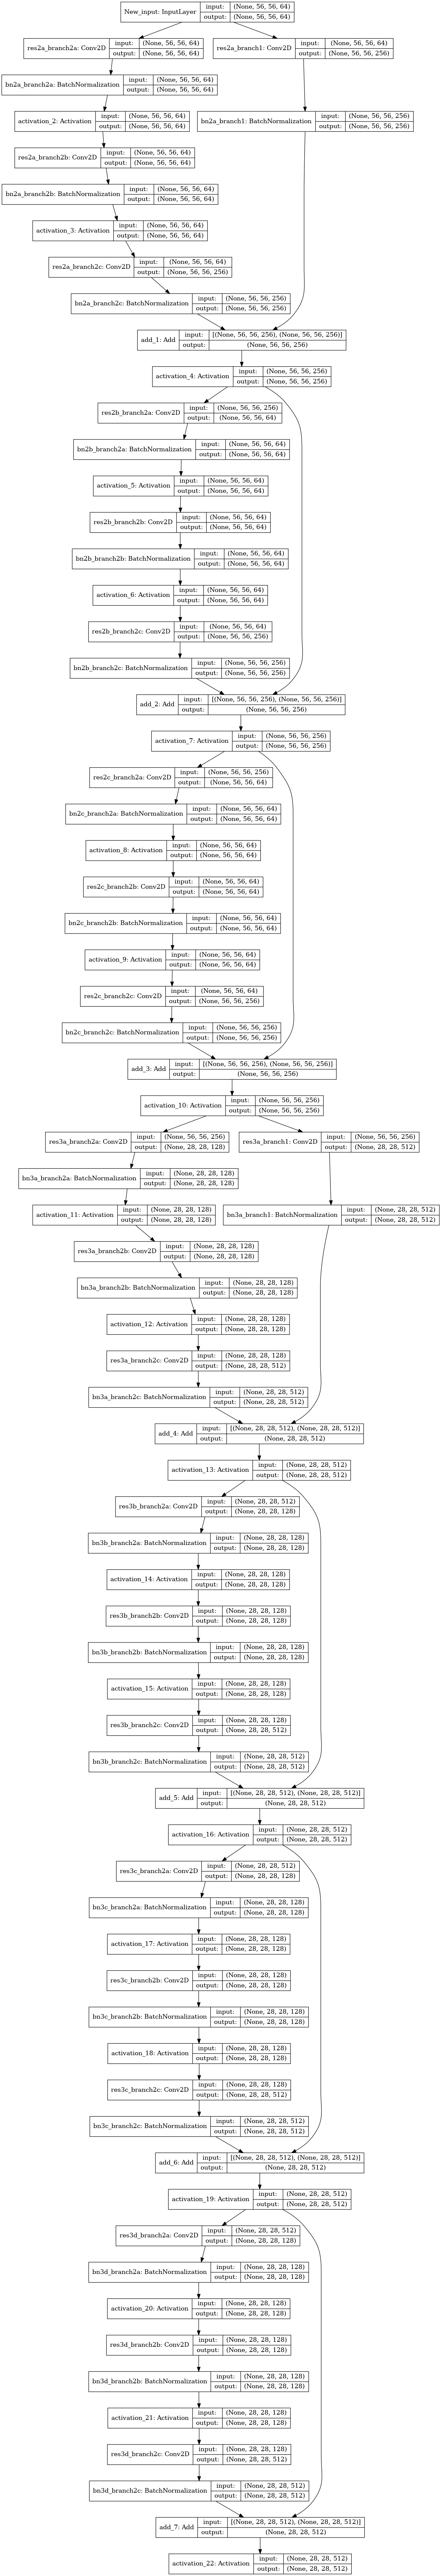 New_input: InputLayer
input: (None, 56, 56, 64)
output: (None, 56, 56, 64)
res2a_branch2a: Conv2D
input: (None, 56, 56, 64)
output: (None, 56, 56, 64)
res2a_branch1: Conv2D
input: (None, 56, 56, 64)
output: (None, 56, 56, 256)
bn2a_branch2a: BatchNormalization
input: (None, 56, 56, 64)
output: (None, 56, 56, 64)
activation_2: Activation
input: (None, 56, 56, 64)
output: (None, 56, 56, 64)
bn2a_branch1: BatchNormalization
input: (None, 56, 56, 256)
output: (None, 56, 56, 256)
res2a_branch2b: Conv2D
input: (None, 56, 56, 64)
output: (None, 56, 56, 64)
bn2a_branch2b: BatchNormalization
input: (None, 56, 56, 64)
output: (None, 56, 56, 64)
activation_3: Activation
input: (None, 56, 56, 64)
output: (None, 56, 56, 64)
res2a_branch2c: Conv2D
input: (None, 56, 56, 64)
output: (None, 56, 56, 256)
bn2a_branch2c: BatchNormalization
input: (None, 56, 56, 256)
output: (None, 56, 56, 256)
add_1: Add
input: [(None, 56, 56, 256), (None, 56, 56, 256)]
output: (None, 56, 56, 256)
activation_4: Activation
input: (None, 56, 56, 256)
output: (None, 56, 56, 256)
res2b_branch2a: Conv2D
input: (None, 56, 56, 256)
output: (None, 56, 56, 64)
bn2b_branch2a: BatchNormalization
input: (None, 56, 56, 64)
output: (None, 56, 56, 64)
activation_5: Activation
input: (None, 56, 56, 64)
output: (None, 56, 56, 64)
res2b_branch2b: Conv2D
input: (None, 56, 56, 64)
output: (None, 56, 56, 64)
bn2b_branch2b: BatchNormalization
input: (None, 56, 56, 64)
output: (None, 56, 56, 64)
activation_6: Activation
input: (None, 56, 56, 64)
output: (None, 56, 56, 64)
res2b_branch2c: Conv2D
input: (None, 56, 56, 64)
output: (None, 56, 56, 256)
bn2b_branch2c: BatchNormalization
input: (None, 56, 56, 256)
output: (None, 56, 56, 256)
add_2: Add
input: [(None, 56, 56, 256), (None, 56, 56, 256)]
output: (None, 56, 56, 256)
activation_7: Activation
input: (None, 56, 56, 256)
output: (None, 56, 56, 256)
res2c_branch2a: Conv2D
input: (None, 56, 56, 256)
output: (None, 56, 56, 64)
bn2c_branch2a: BatchNormalization
input: (None, 56, 56, 64)
output: (None, 56, 56, 64)
activation_8: Activation
input: (None, 56, 56, 64)
output: (None, 56, 56, 64)
res2c_branch2b: Conv2D
input: (None, 56, 56, 64)
output: (None, 56, 56, 64)
bn2c_branch2b: BatchNormalization
input: (None, 56, 56, 64)
output: (None, 56, 56, 64)
activation_9: Activation
input: (None, 56, 56, 64)
output: (None, 56, 56, 64)
res2c_branch2c: Conv2D
input: (None, 56, 56, 64)
output: (None, 56, 56, 256)
bn2c_branch2c: BatchNormalization
input: (None, 56, 56, 256)
output: (None, 56, 56, 256)
add_3: Add
input: [(None, 56, 56, 256), (None, 56, 56, 256)]
output: (None, 56, 56, 256)
activation_10: Activation
input: (None, 56, 56, 256)
output: (None, 56, 56, 256)
res3a_branch2a: Conv2D
input: (None, 56, 56, 256)
output: (None, 28, 28, 128)
res3a_branch1: Conv2D
input: (None, 56, 56, 256)
output: (None, 28, 28, 512)
bn3a_branch2a: BatchNormalization
input: (None, 28, 28, 128)
output: (None, 28, 28, 128)
activation_11: Activation
input: (None, 28, 28, 128)
output: (None, 28, 28, 128)
bn3a_branch1: BatchNormalization
input: (None, 28, 28, 512)
output: (None, 28, 28, 512)
res3a_branch2b: Conv2D
input: (None, 28, 28, 128)
output: (None, 28, 28, 128)
bn3a_branch2b: BatchNormalization
input: (None, 28, 28, 128)
output: (None, 28, 28, 128)
activation_12: Activation
input: (None, 28, 28, 128)
output: (None, 28, 28, 128)
res3a_branch2c: Conv2D
input: (None, 28, 28, 128)
output: (None, 28, 28, 512)
bn3a_branch2c: BatchNormalization
input: (None, 28, 28, 512)
output: (None, 28, 28, 512)
add_4: Add
input: [(None, 28, 28, 512), (None, 28, 28, 512)]
output: (None, 28, 28, 512)
activation_13: Activation
input: (None, 28, 28, 512)
output: (None, 28, 28, 512)
res3b_branch2a: Conv2D
input: (None, 28, 28, 512)
output: (None, 28, 28, 128)
bn3b_branch2a: BatchNormalization
input: (None, 28, 28, 128)
output: (None, 28, 28, 128)
activation_14: Activation
input: (None, 28, 28, 128)
output: (None, 28, 28, 128)
res3b_branch2b: Conv2D
input: (None, 28, 28, 128)
output: (None, 28, 28, 128)
bn3b_branch2b: BatchNormalization
input: (None, 28, 28, 128)
output: (None, 28, 28, 128)
activation_15: Activation
input: (None, 28, 28, 128)
output: (None, 28, 28, 128)
res3b_branch2c: Conv2D
input: (None, 28, 28, 128)
output: (None, 28, 28, 512)
bn3b_branch2c: BatchNormalization
input: (None, 28, 28, 512)
output: (None, 28, 28, 512)
add_5: Add
input: [(None, 28, 28, 512), (None, 28, 28, 512)]
output: (None, 28, 28, 512)
activation_16: Activation
input: (None, 28, 28, 512)
output: (None, 28, 28, 512)
res3c_branch2a: Conv2D
input: (None, 28, 28, 512)
output: (None, 28, 28, 128)
bn3c_branch2a: BatchNormalization
input: (None, 28, 28, 128)
output: (None, 28, 28, 128)
activation_17: Activation
input: (None, 28, 28, 128)
output: (None, 28, 28, 128)
res3c_branch2b: Conv2D
input: (None, 28, 28, 128)
output: (None, 28, 28, 128)
bn3c_branch2b: BatchNormalization
input: (None, 28, 28, 128)
output: (None, 28, 28, 128)
activation_18: Activation
input: (None, 28, 28, 128)
output: (None, 28, 28, 128)
res3c_branch2c: Conv2D
input: (None, 28, 28, 128)
output: (None, 28, 28, 512)
bn3c_branch2c: BatchNormalization
input: (None, 28, 28, 512)
output: (None, 28, 28, 512)
add_6: Add
input: [(None, 28, 28, 512), (None, 28, 28, 512)]
output: (None, 28, 28, 512)
activation_19: Activation
input: (None, 28, 28, 512)
output: (None, 28, 28, 512)
res3d_branch2a: Conv2D
input: (None, 28, 28, 512)
output: (None, 28, 28, 128)
bn3d_branch2a: BatchNormalization
input: (None, 28, 28, 128)
output: (None, 28, 28, 128)
activation_20: Activation
input: (None, 28, 28, 128)
output: (None, 28, 28, 128)
res3d_branch2b: Conv2D
input: (None, 28, 28, 128)
output: (None, 28, 28, 128)
bn3d_branch2b: BatchNormalization
input: (None, 28, 28, 128)
output: (None, 28, 28, 128)
activation_21: Activation
input: (None, 28, 28, 128)
output: (None, 28, 28, 128)
res3d_branch2c: Conv2D
input: (None, 28, 28, 128)
output: (None, 28, 28, 512)
bn3d_branch2c: BatchNormalization
input: (None, 28, 28, 512)
output: (None, 28, 28, 512)
add_7: Add
input: [(None, 28, 28, 512), (None, 28, 28, 512)]
output: (None, 28, 28, 512)
activation_22: Activation
input: (None, 28, 28, 512)
output: (None, 28, 28, 512)